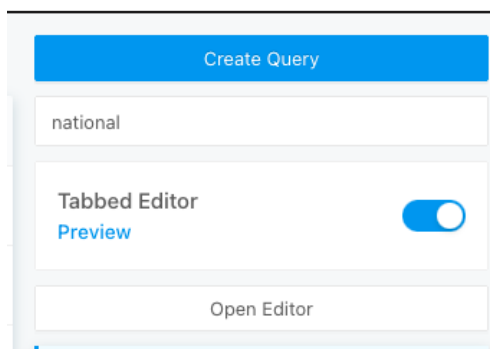 Create Query
national
Tabbed Editor
Preview
Open Editor